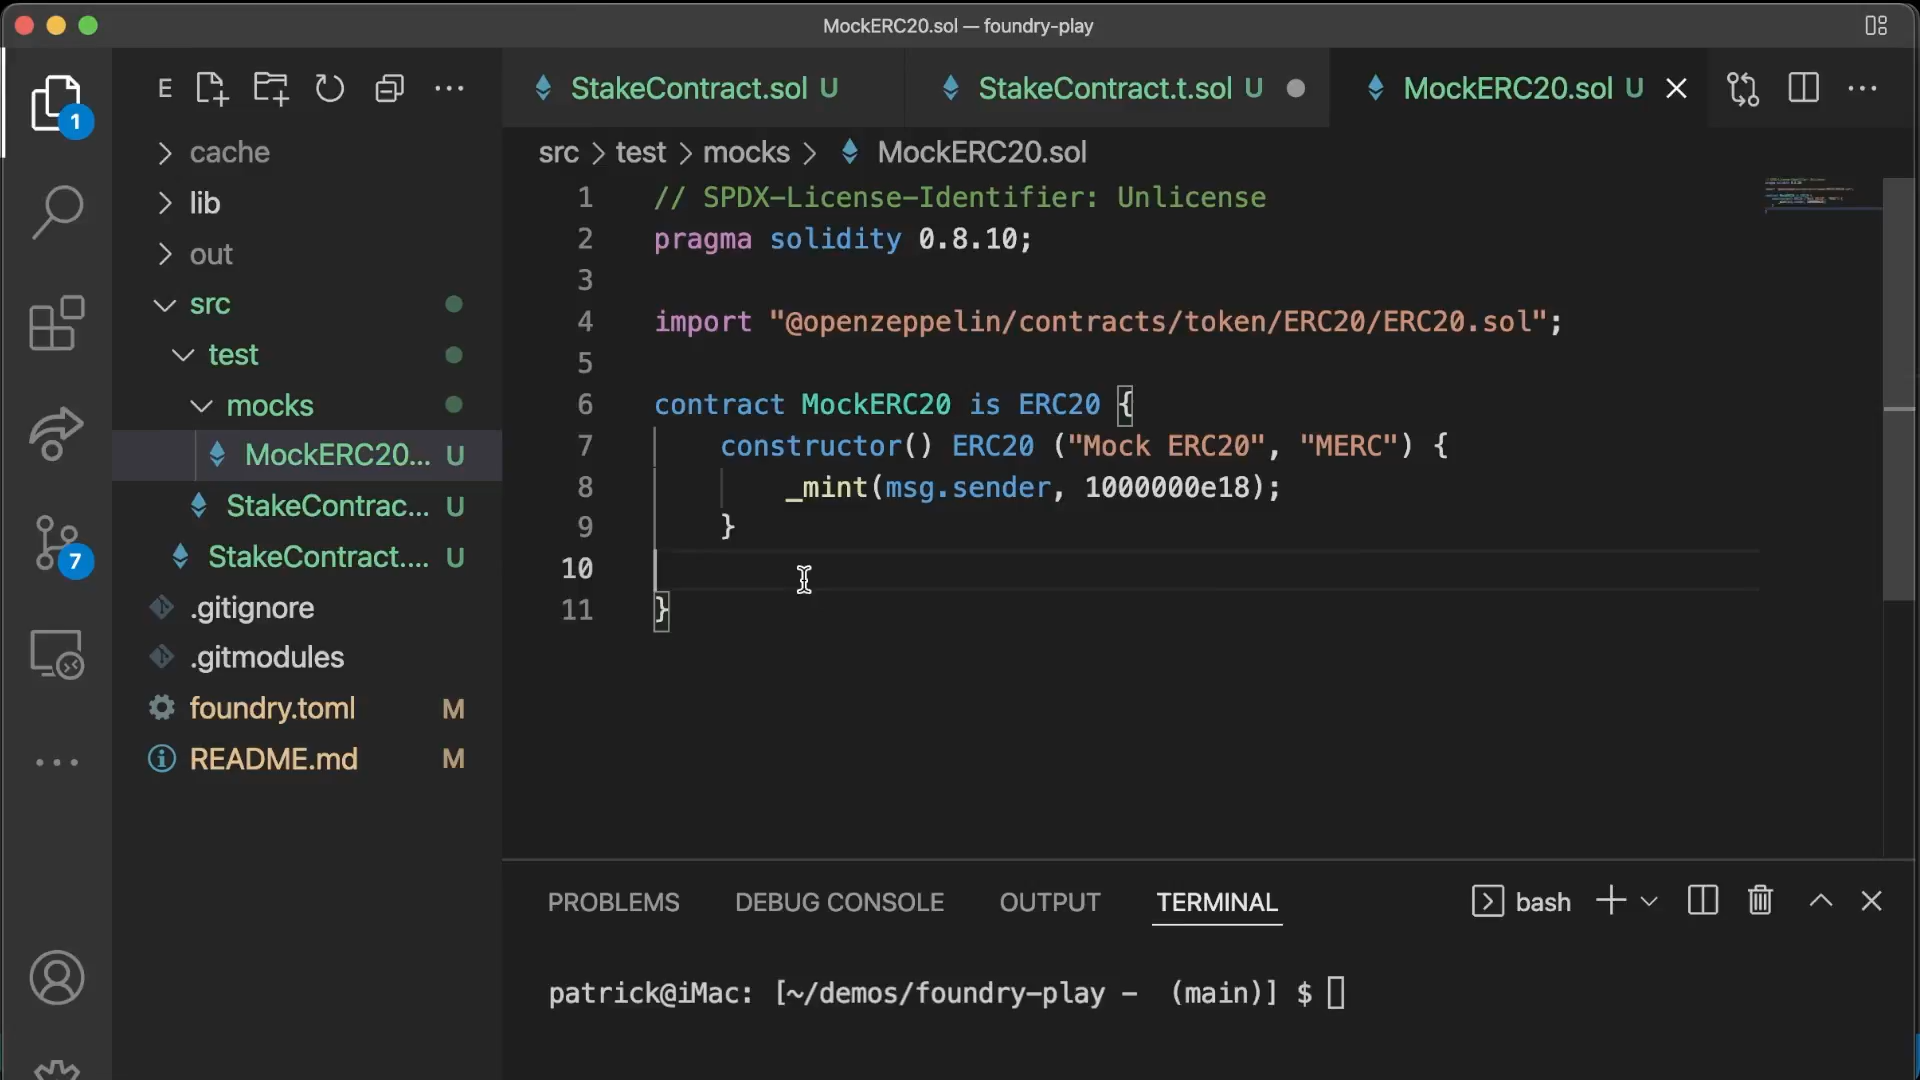 MockERC20.sol — foundry-play
E
StakeContract.sol U
StakeContract.t.sol U
MockERC20.sol U
1
cache
lib
out
src
test
mocks
MockERC20... U
StakeContrac... U
StakeContract.... U
.gitignore
.gitmodules
foundry.toml M
README.md M
7
src > test > mocks > MockERC20.sol
1 // SPDX-License-Identifier: Unlicense
2 pragma solidity 0.8.10;
3
4 import "@openzeppelin/contracts/token/ERC20/ERC20.sol";
5
6 contract MockERC20 is ERC20 {
7 constructor() ERC20 ("Mock ERC20", "MERC") {
8 _mint(msg.sender, 1000000e18);
9 }
10
11 }
PROBLEMS DEBUG CONSOLE OUTPUT TERMINAL bash
patrick@iMac: [~/demos/foundry-play - (main)] $